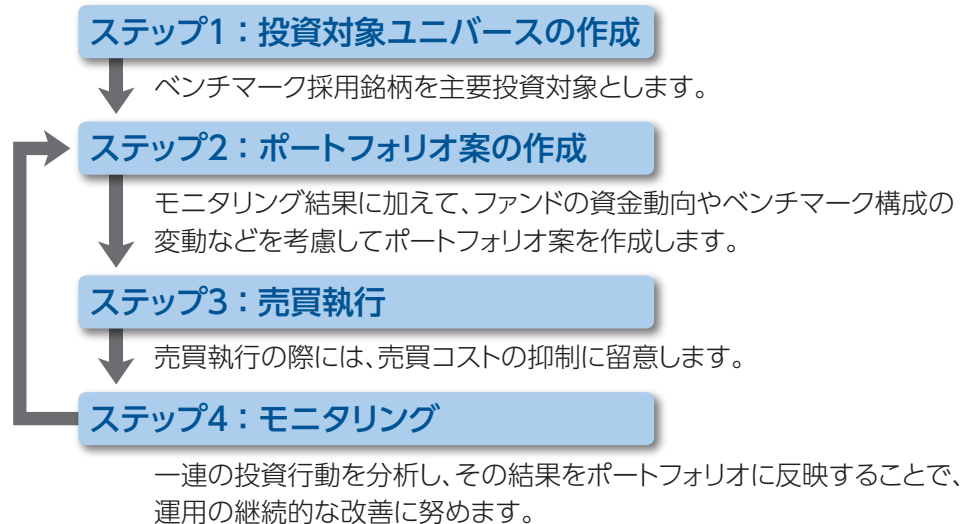 ステップ1：投資対象ユニバースの作成
ベンチマーク採用銘柄を主要投資対象とします。
ステップ2：ポートフォリオ案の作成
モニタリング結果に加えて、ファンドの資金動向やベンチマーク構成の
変動などを考慮してポートフォリオ案を作成します。
ステップ3：売買執行
売買執行の際には、売買コストの抑制に留意します。
ステップ4：モニタリング
一連の投資行動を分析し、その結果をポートフォリオに反映することで、
運用の継続的な改善に努めます。